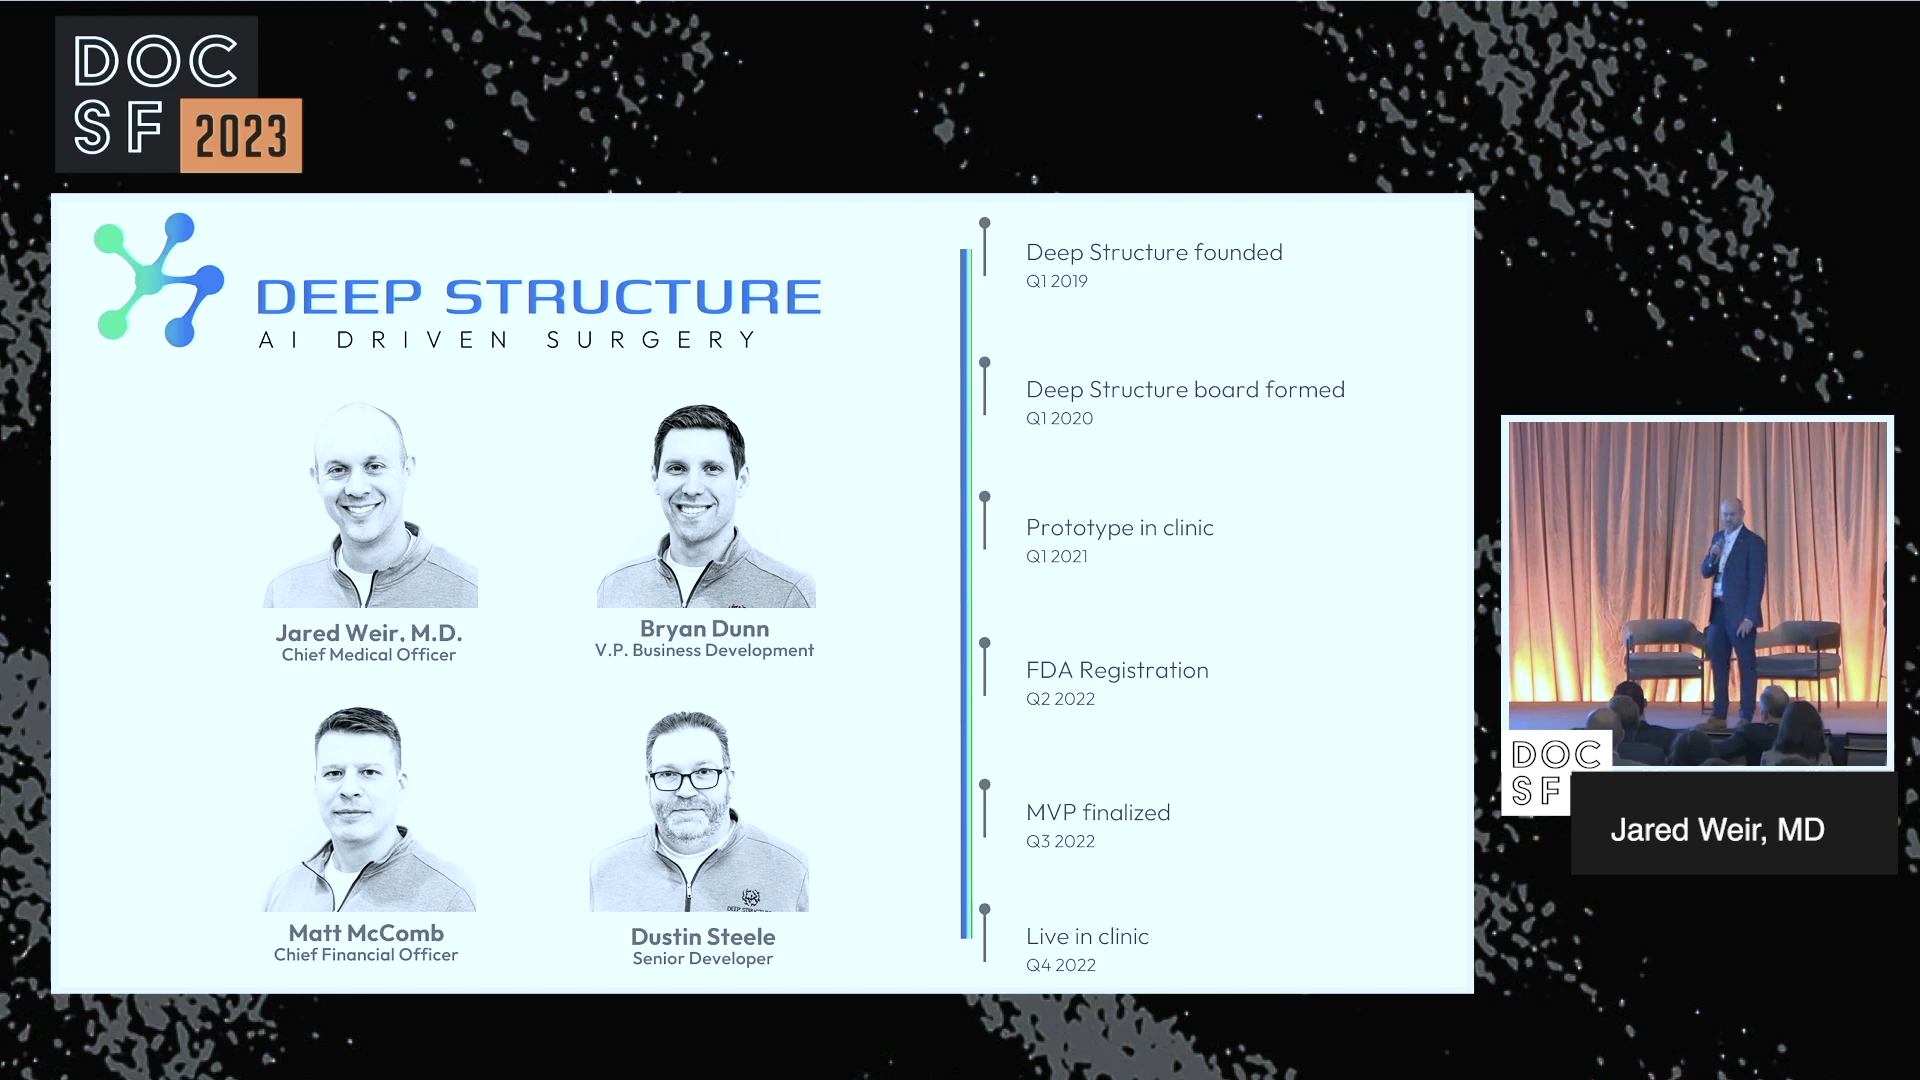 DOC
SF 2023
DEEP STRUCTURE
AI DRIVEN SURGERY
Jared Weir, M.D.
Chief Medical Officer
Bryan Dunn
V.P. Business Development
Matt McComb
Chief Financial Officer
DEEP STRUCTURE
Dustin Steele
Senior Developer
Deep Structure founded
Q1 2019
Deep Structure board formed
Q1 2020
Prototype in clinic
Q1 2021
FDA Registration
Q2 2022
MVP finalized
Q3 2022
Live in clinic
Q4 2022
DOC
SF
Jared Weir, MD